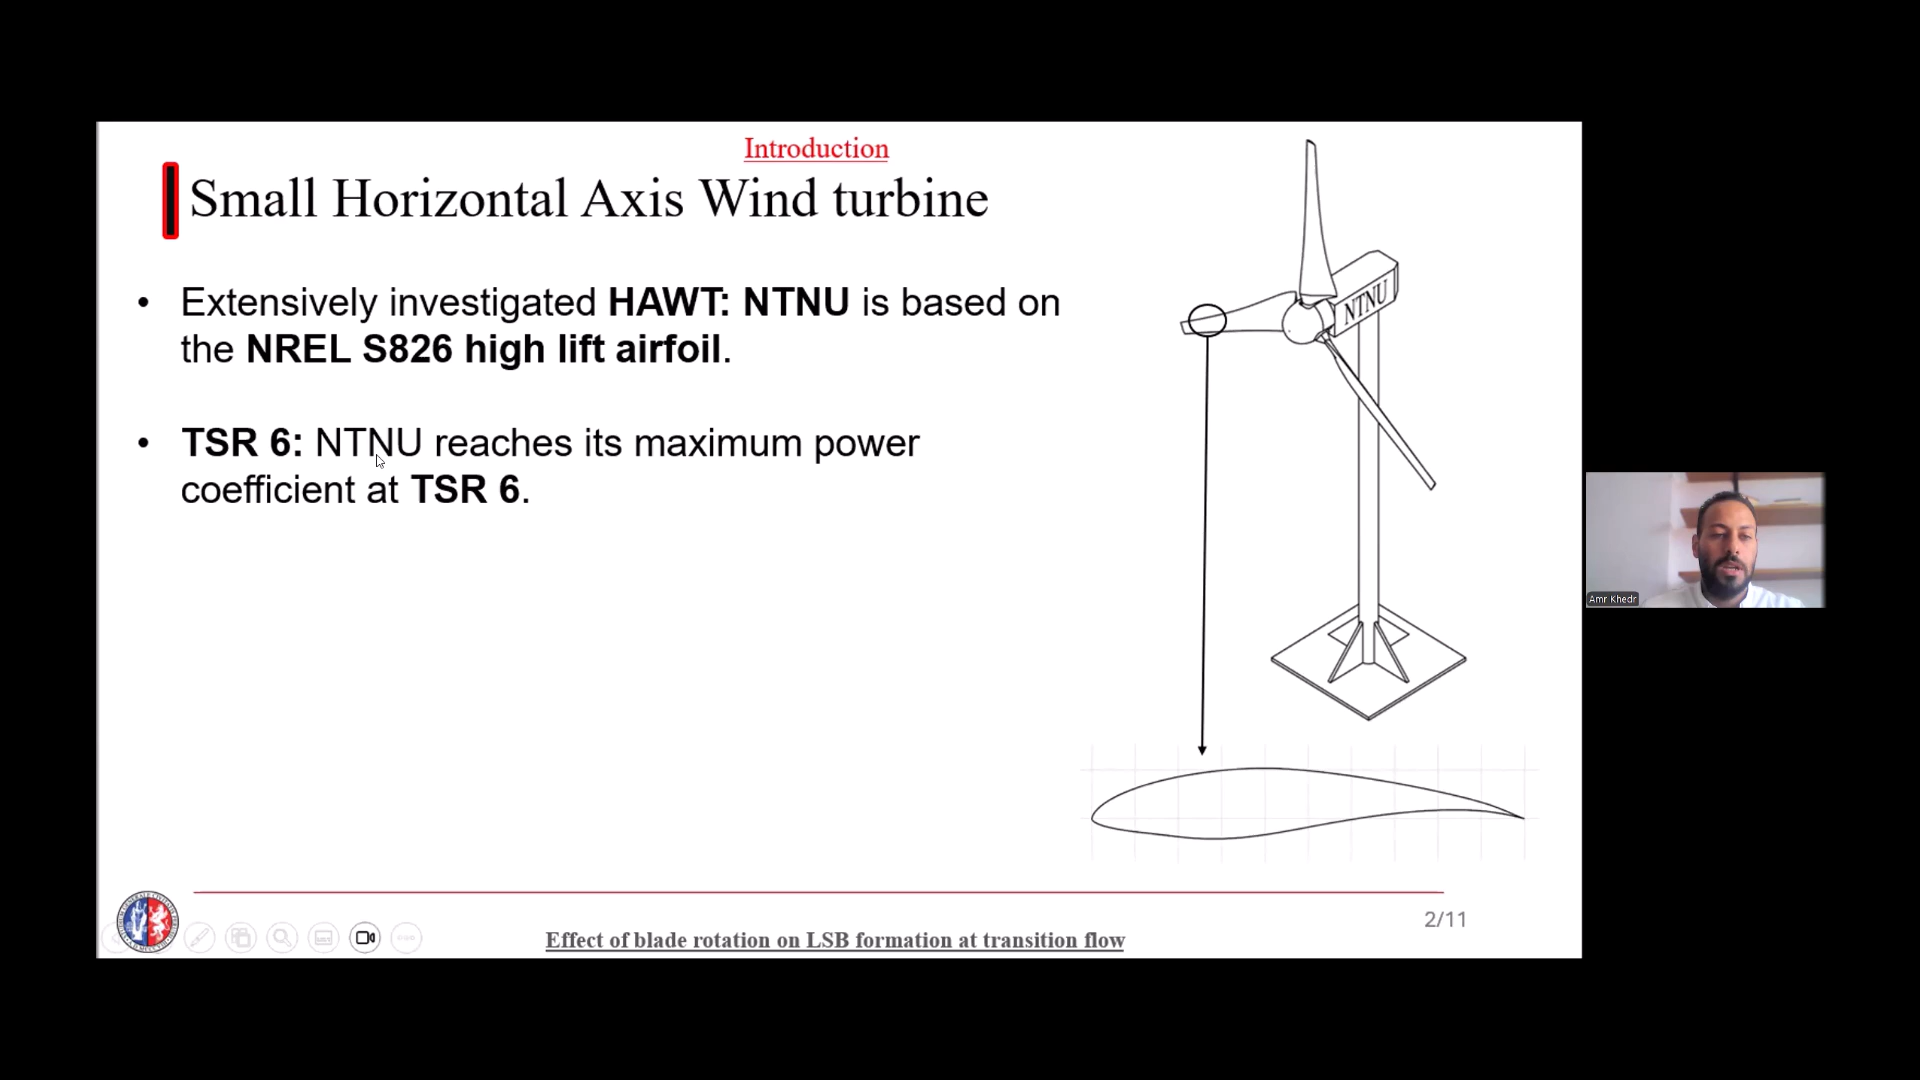 Introduction
Small Horizontal Axis Wind turbine
• Extensively investigated HAWT: NTNU is based on
the NREL S826 high lift airfoil.
• TSR 6: NTNU reaches its maximum power
coefficient at TSR 6.
NTNU
Amr Khedr
2/11
Effect of blade rotation on LSB formation at transition flow